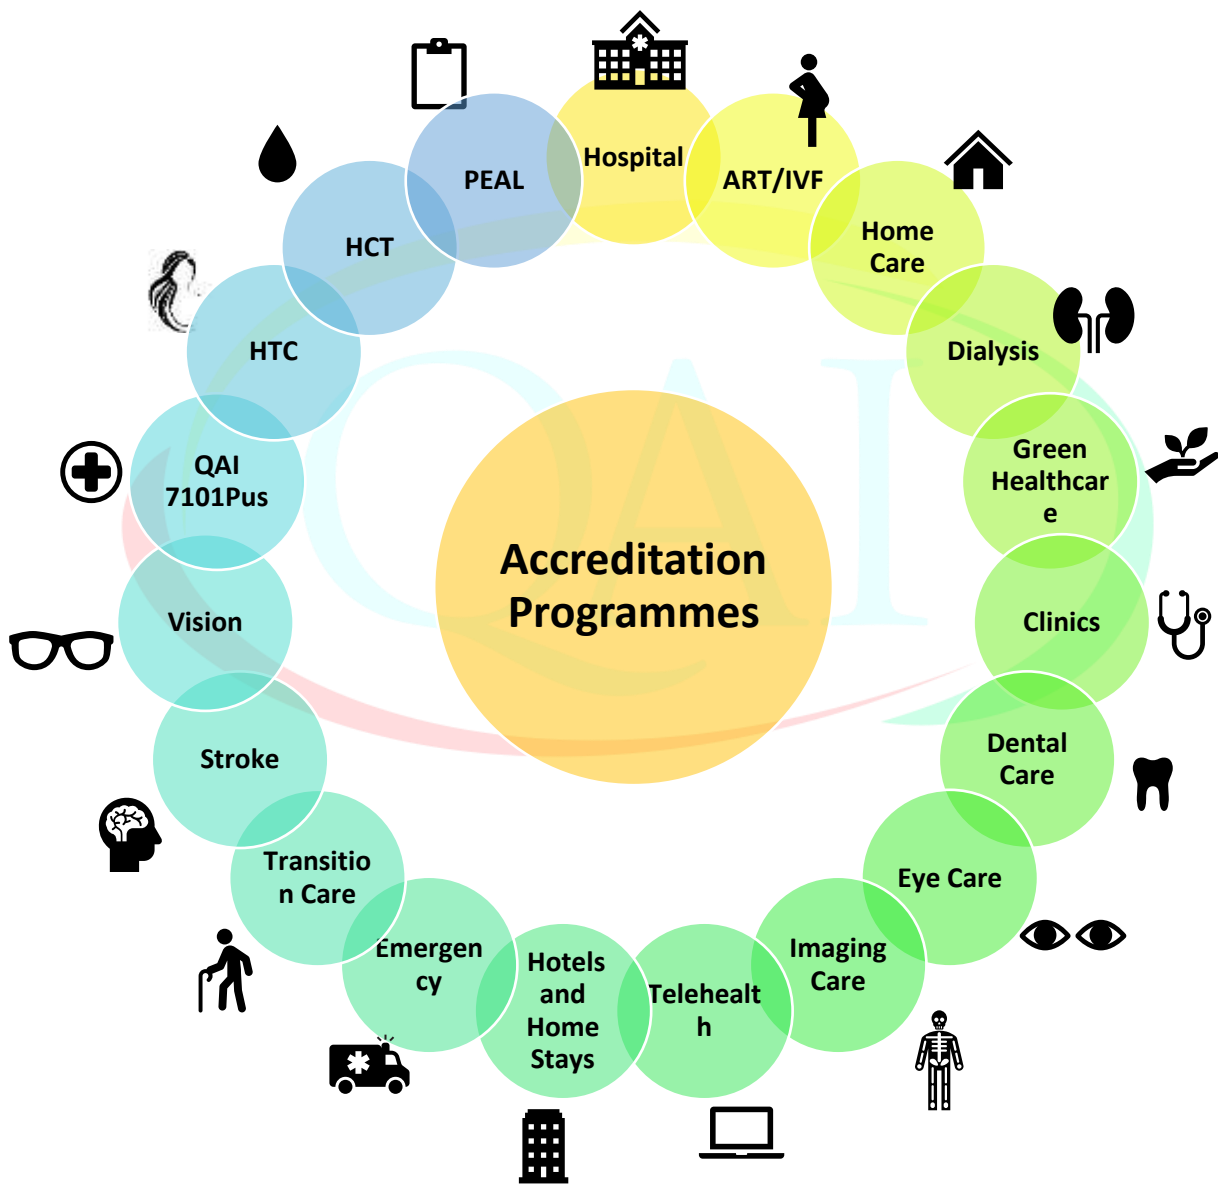 Accreditation
Programmes
Hospital
ART/IVF
Home
Care
Dialysis
Green
Healthcar
e
Clinics
Dental
Care
Eye Care
Imaging
Care
Telehealt
h
Hotels
and
Home
Stays
Emergen
cy
Transitio
n Care
Stroke
Vision
QAI
7101Pus
HTC
HCT
PEAL
QAI